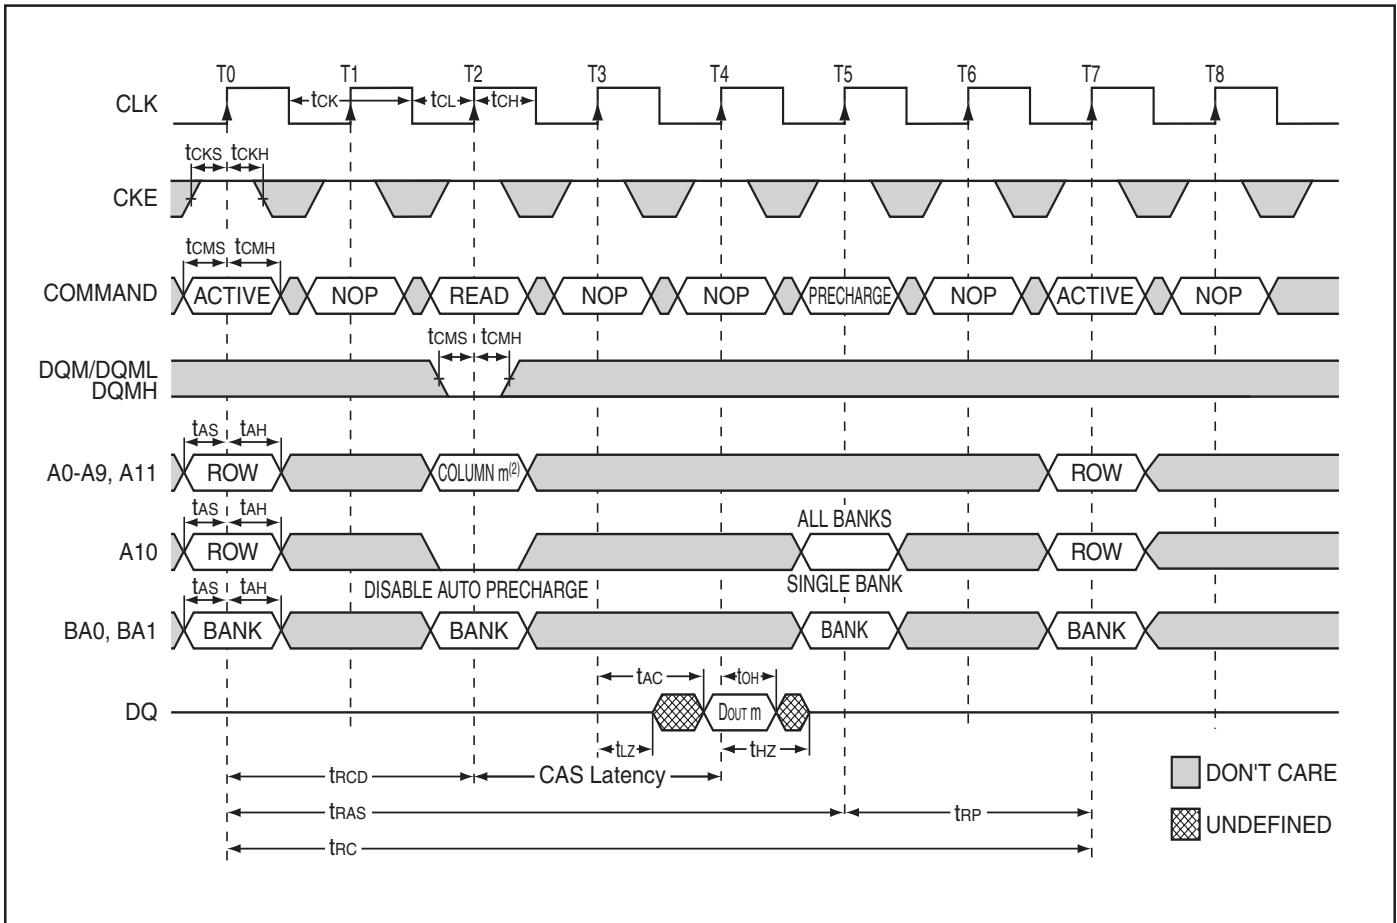 T0 T1 T2 T3 T4 T5 T6 T7 T8
CLK tCK tCL tCH
tCKS tCKH
CKE
tCMS tCMH
COMMAND ACTIVE NOP READ NOP NOP PRECHARGE NOP ACTIVE NOP
tCMS tCMH
DQM/DQML
DQMH
tAS tAH
A0-A9, A11 ROW COLUMN m(2) ROW
tAS tAH ALL BANKS
A10 ROW ROW
DISABLE AUTO PRECHARGE SINGLE BANK
tAS tAH
BA0, BA1 BANK BANK BANK BANK
tAC tOH
DQ DOUT m
tLZ tHZ
tRCD CAS Latency DON'T CARE
tRAS tRP
UNDEFINED
tRC